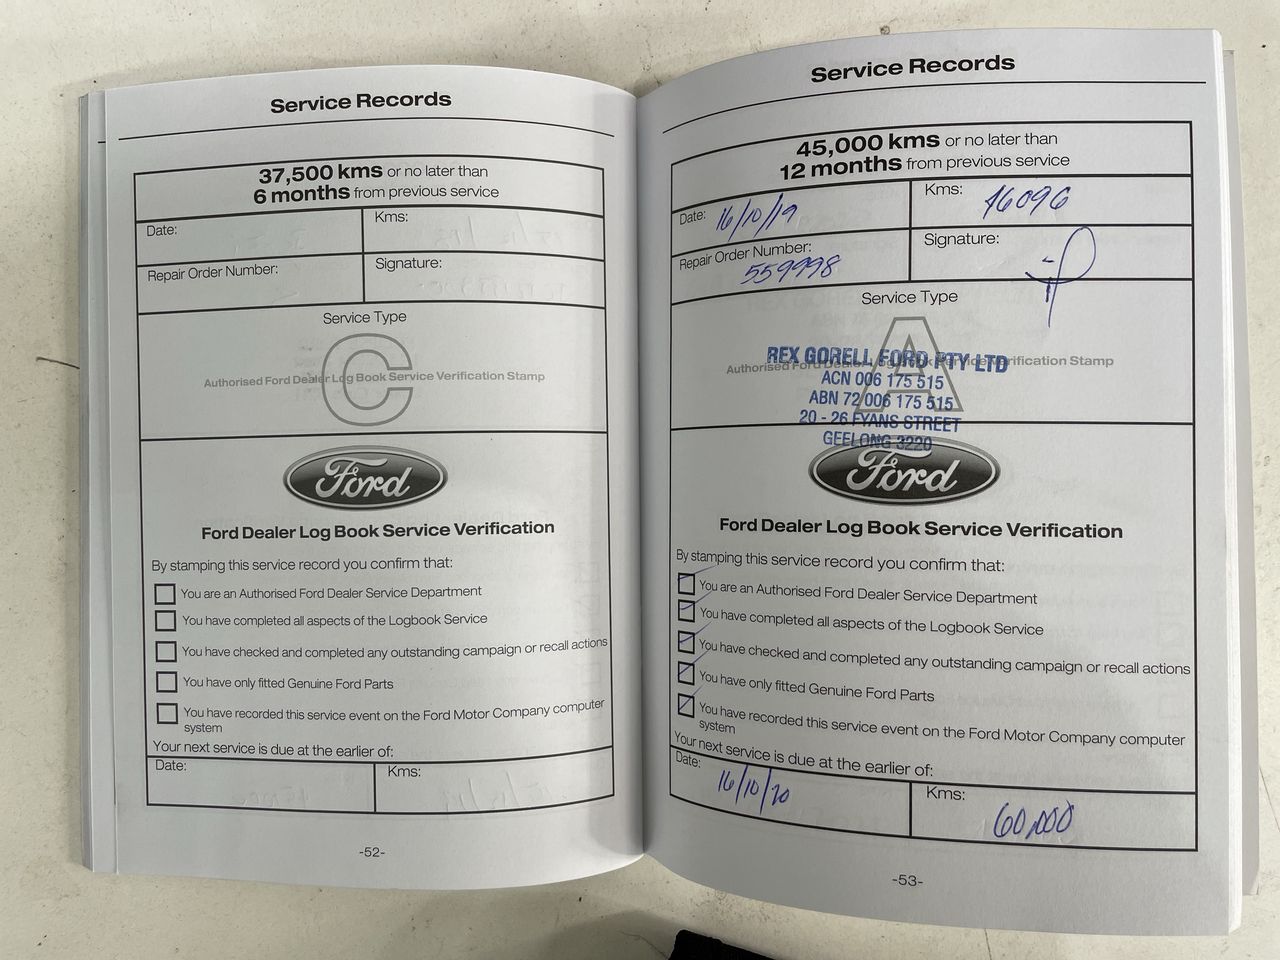 Service Records
37,500 kms or no later than
6 months from previous service
Date:
Kms:
Repair Order Number:
Signature:
Service Type
C
Authorised Ford Dealer Log Book Service Verification Stamp
Ford
Ford Dealer Log Book Service Verification
By stamping this service record you confirm that:
You are an Authorised Ford Dealer Service Department
You have completed all aspects of the Logbook Service
You have checked and completed any outstanding campaign or recall actions
You have only fitted Genuine Ford Parts
You have recorded this service event on the Ford Motor Company computer
system
Your next service is due at the earlier of:
Date:
Kms:
-52-
Service Records
45,000 kms or no later than
12 months from previous service
Date: 16/10/19
Kms: 46096
Repair Order Number:
559998
Signature:
Service Type
A
Authorised Ford Dealer Log Book Service Verification Stamp
REX GORELL FORD PTY LTD
ACN 006 175 515
ABN 72 006 175 515
20 - 26 FYANS STREET
GEELONG 3220
Ford
Ford Dealer Log Book Service Verification
By stamping this service record you confirm that:
You are an Authorised Ford Dealer Service Department
You have completed all aspects of the Logbook Service
You have checked and completed any outstanding campaign or recall actions
You have only fitted Genuine Ford Parts
You have recorded this service event on the Ford Motor Company computer
system
Your next service is due at the earlier of:
Date: 16/10/20
Kms: 60,000
-53-